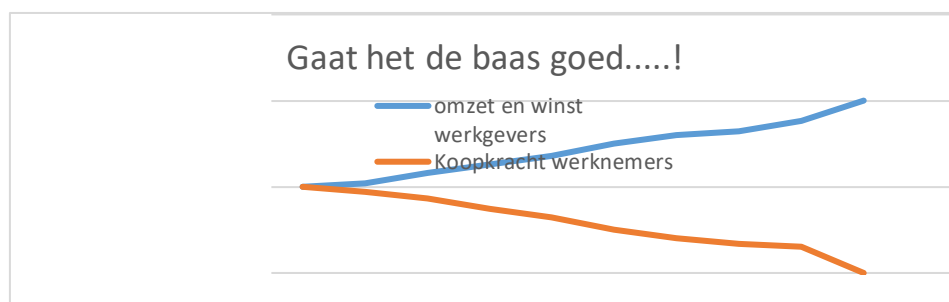 Gaat het de baas goed.....!
omzet en winst
werkgevers
Koopkracht werknemers